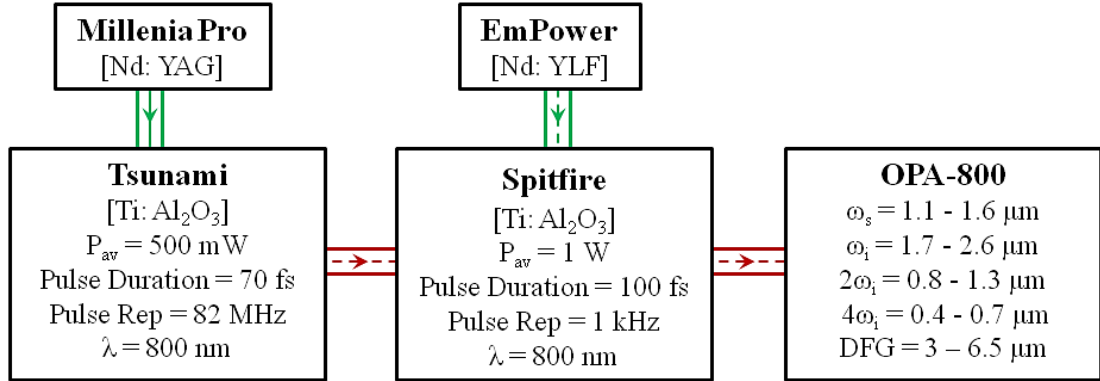 Millenia Pro
[Nd: YAG]
EmPower
[Nd: YLF]
Tsunami
[Ti: Al₂O₃]
Pₐᵥ = 500 mW
Pulse Duration = 70 fs
Pulse Rep = 82 MHz
λ = 800 nm
Spitfire
[Ti: Al₂O₃]
Pₐᵥ = 1 W
Pulse Duration = 100 fs
Pulse Rep = 1 kHz
λ = 800 nm
OPA-800
ωₛ = 1.1 - 1.6 μm
ωᵢ = 1.7 - 2.6 μm
2ωᵢ = 0.8 - 1.3 μm
4ωᵢ = 0.4 - 0.7 μm
DFG = 3 – 6.5 μm